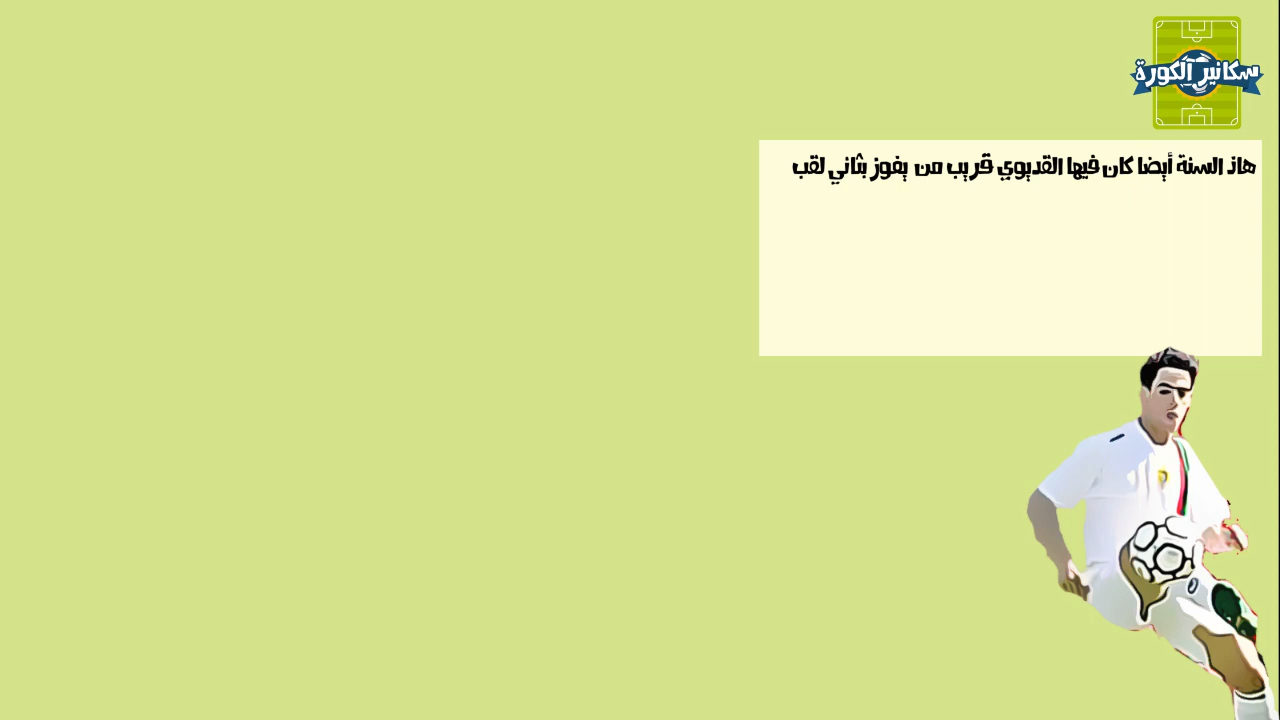 سكانير الكورة
هاذ السنة أيضا كان فيها القديوي قريب من يفوز بثاني لقب